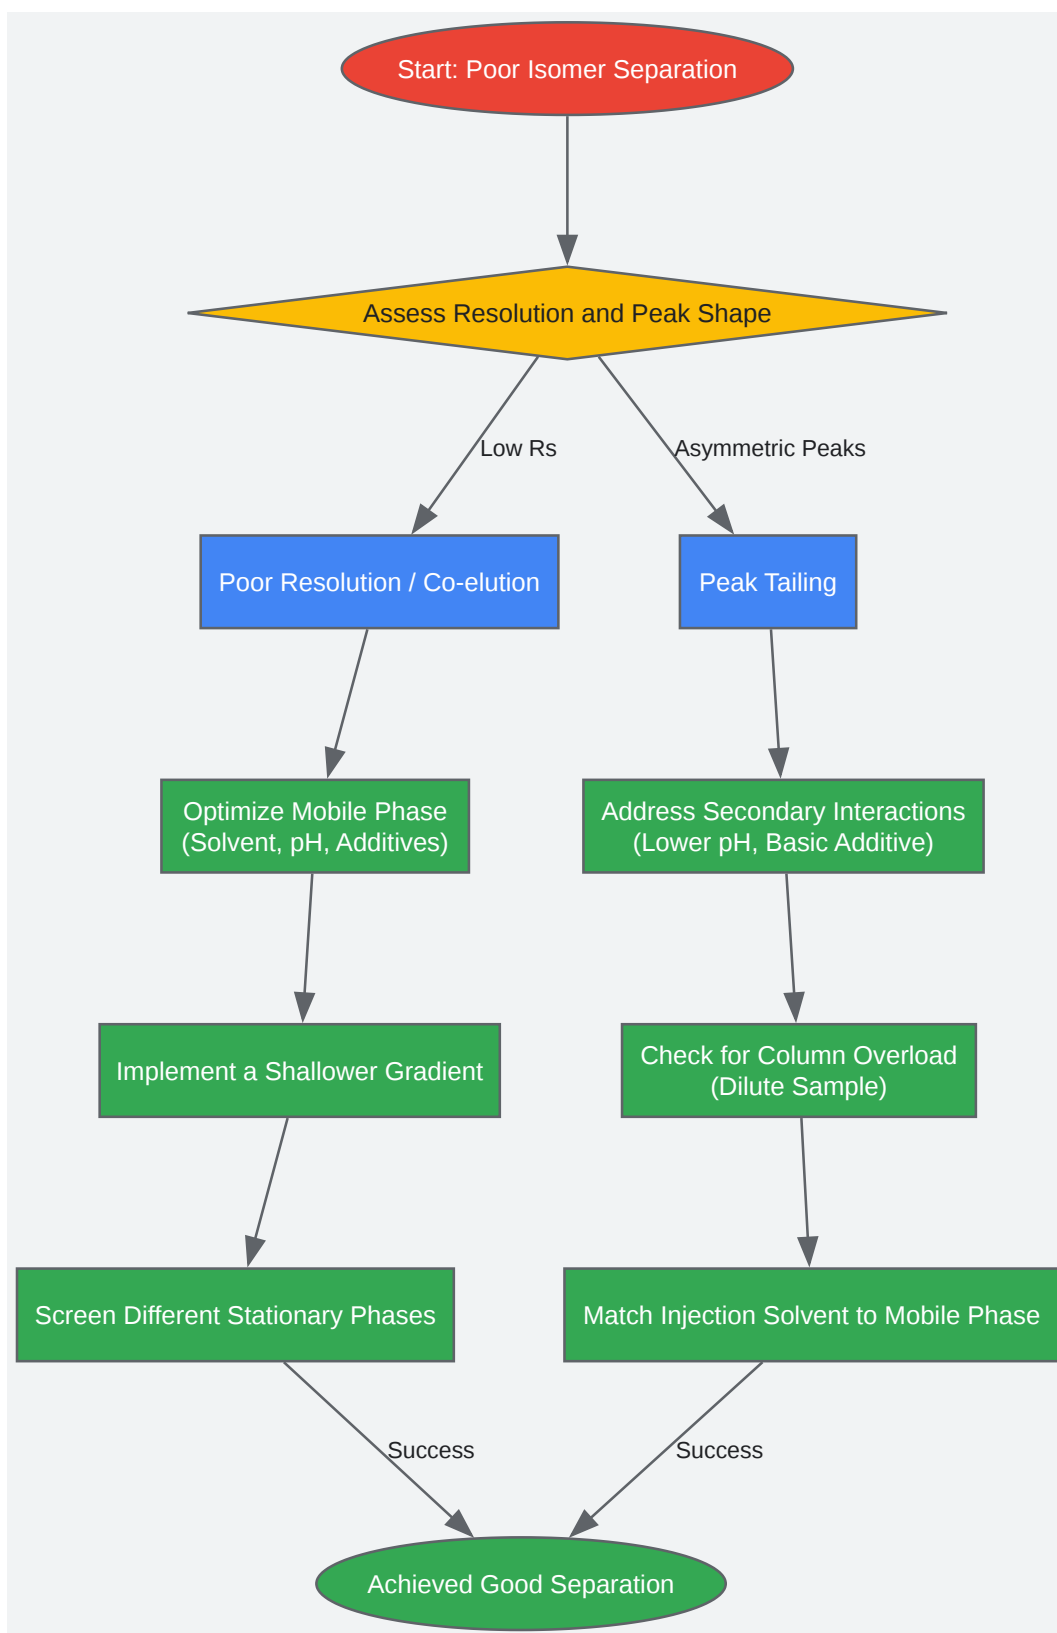 Start: Poor Isomer Separation
Assess Resolution and Peak Shape
Low Rs
Asymmetric Peaks
Poor Resolution / Co-elution
Peak Tailing
Optimize Mobile Phase
(Solvent, pH, Additives)
Address Secondary Interactions
(Lower pH, Basic Additive)
Implement a Shallower Gradient
Check for Column Overload
(Dilute Sample)
Screen Different Stationary Phases
Match Injection Solvent to Mobile Phase
Success
Success
Achieved Good Separation